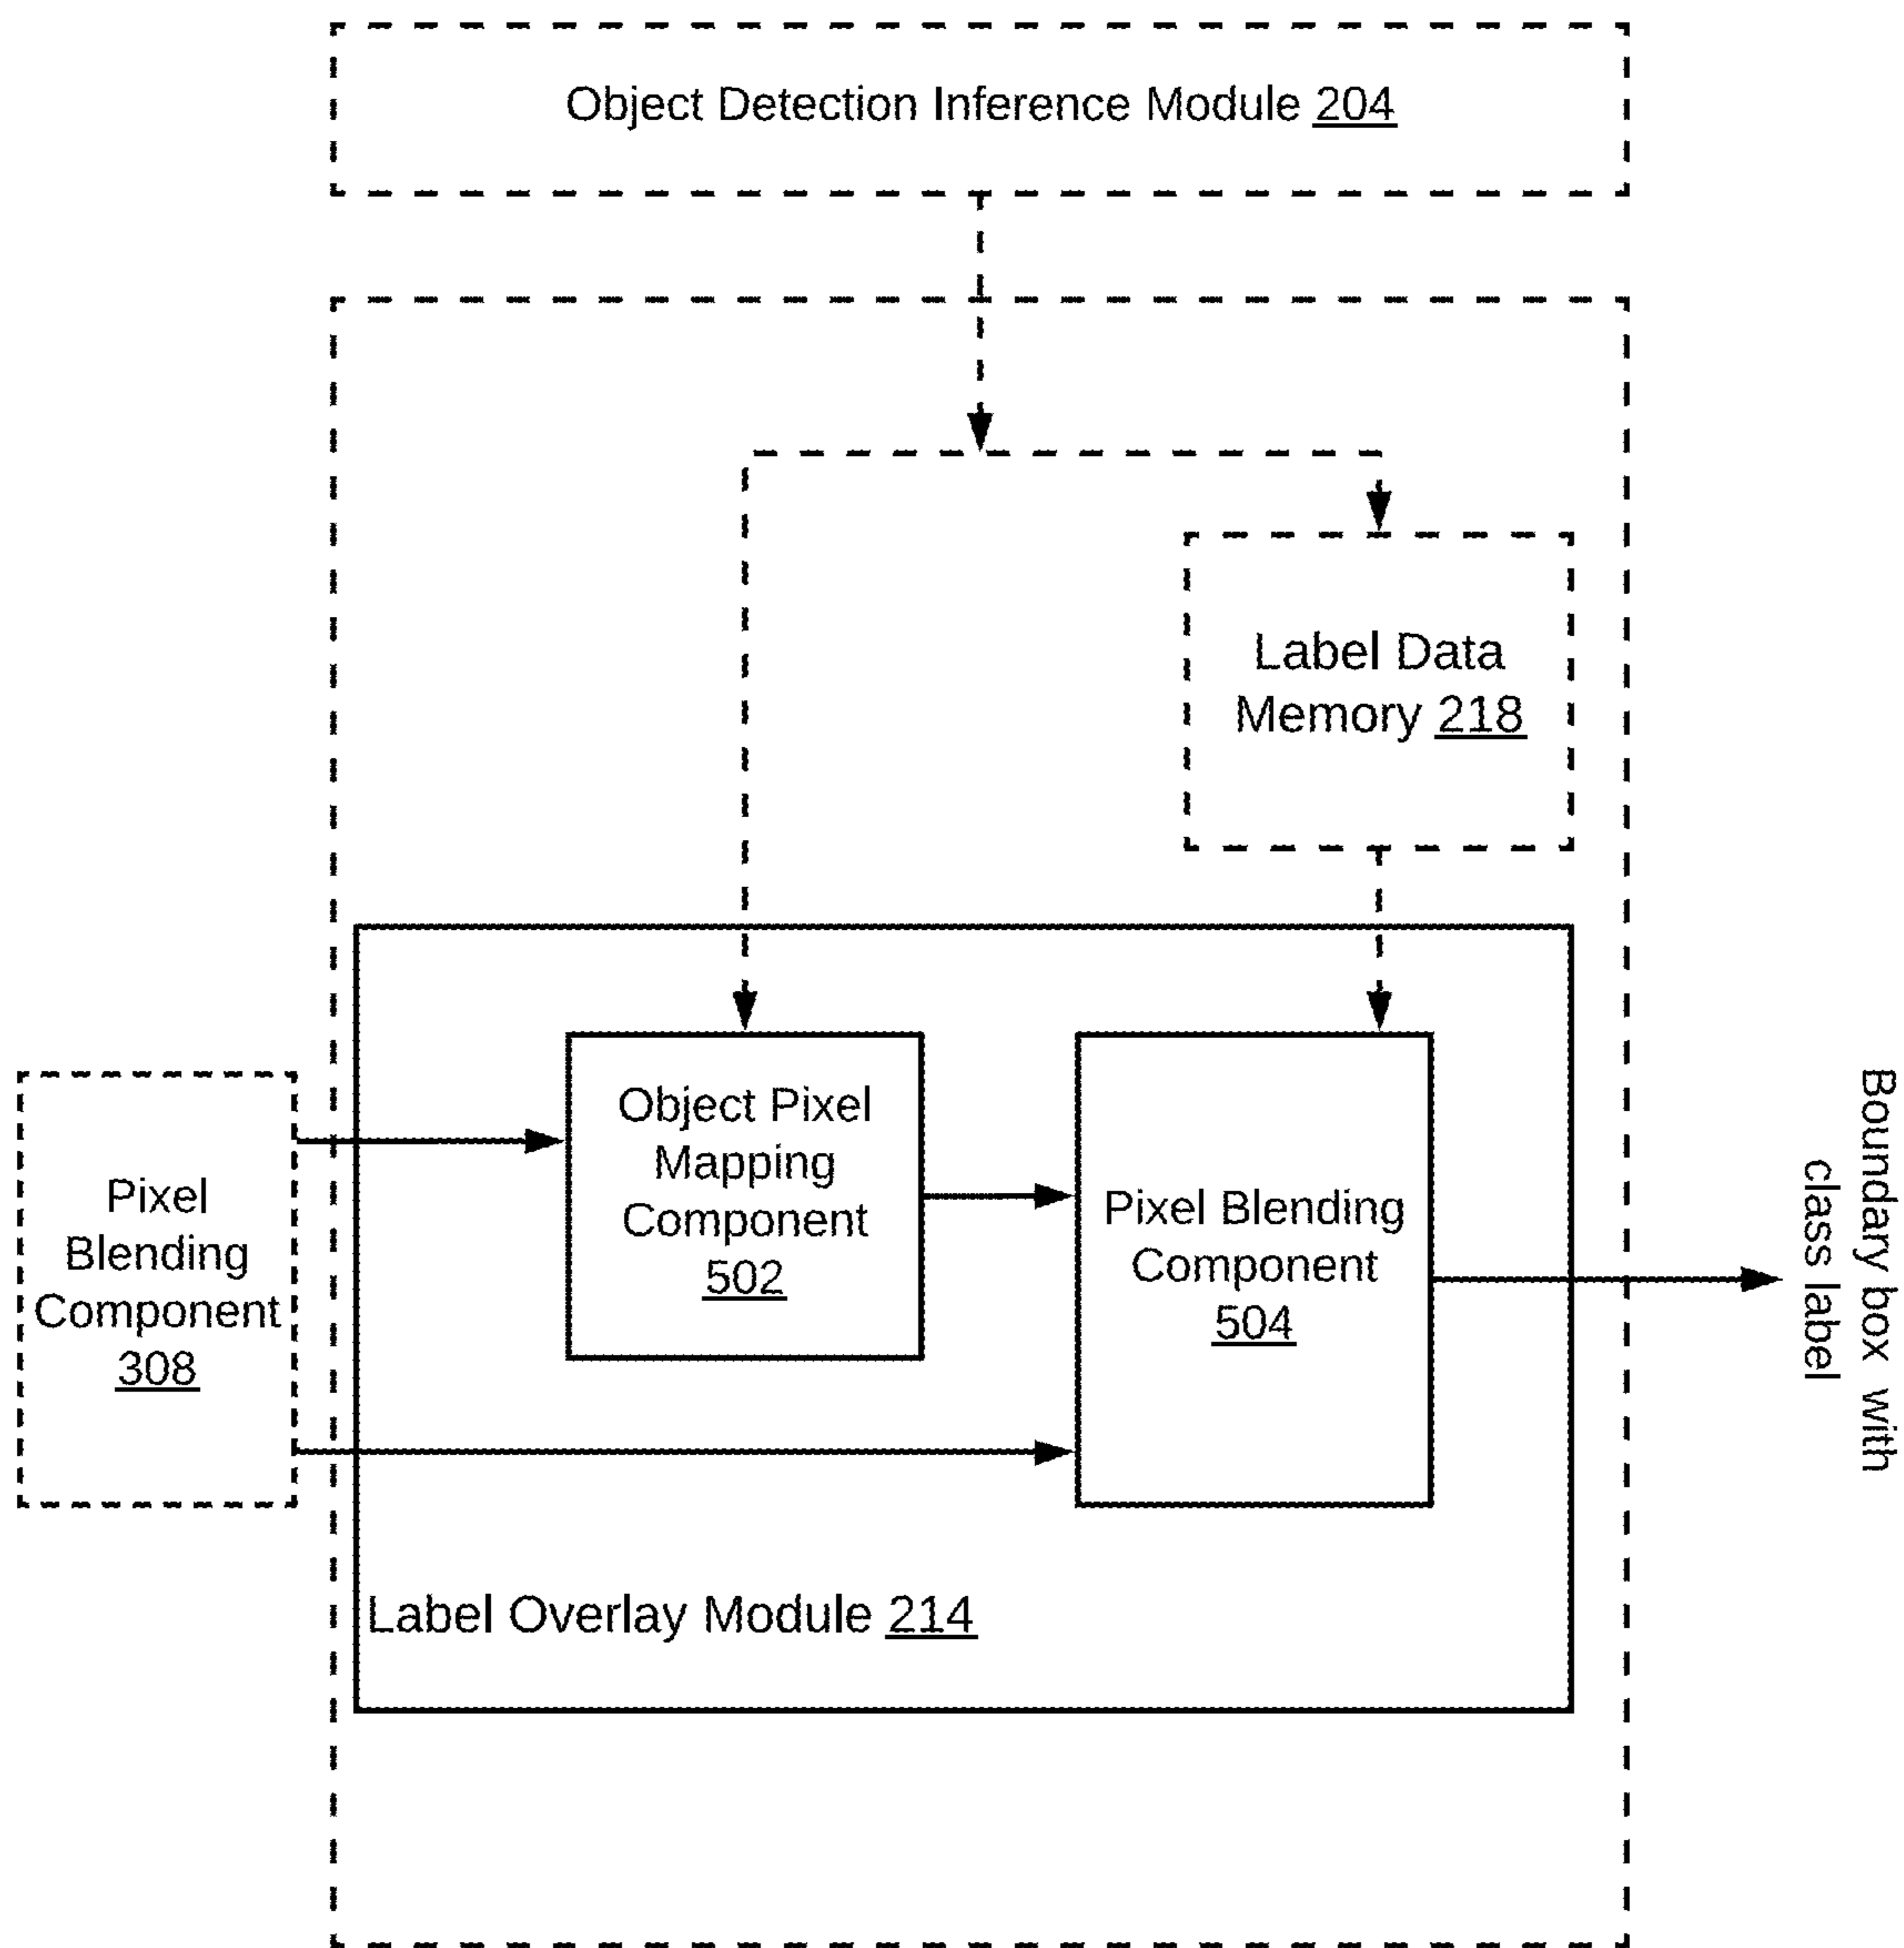 Object Detection Inference Module 204
Label Data
Memory 218
Object Pixel
Mapping
Component
502
Pixel Blending
Component
504
Pixel
Blending
Component
308
Boundary box with
class label
Label Overlay Module 214